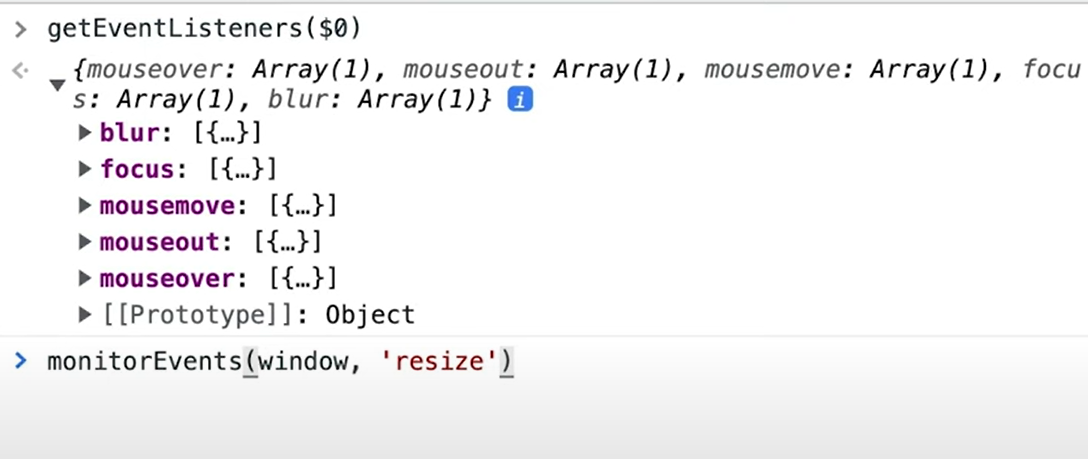 > getEventListeners($0)
<· ▼ {mouseover: Array(1), mouseout: Array(1), mousemove: Array(1), focu
s: Array(1), blur: Array(1)} i
▶ blur: [{…}]
▶ focus: [{…}]
▶ mousemove: [{…}]
▶ mouseout: [{…}]
▶ mouseover: [{…}]
▶ [[Prototype]]: Object
> monitorEvents(window, 'resize')